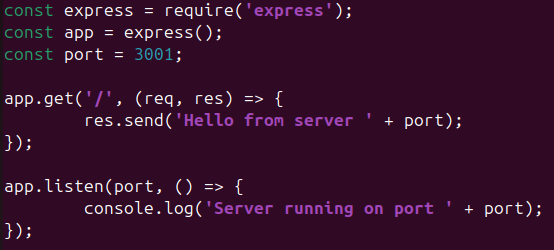 const express = require('express');
const app = express();
const port = 3001;

app.get('/', (req, res) => {
        res.send('Hello from server ' + port);
});

app.listen(port, () => {
        console.log('Server running on port ' + port);
});